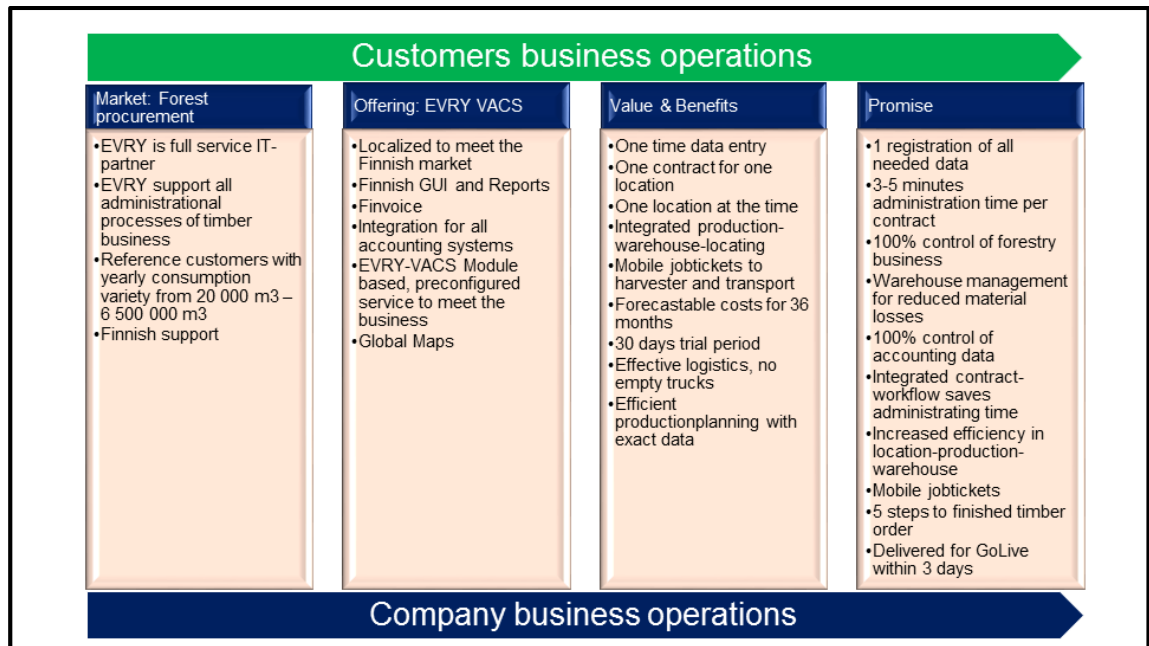 Customers business operations
Market: Forest
procurement
•EVRY is full service IT-
partner
•EVRY support all
administrational
processes of timber
business
•Reference customers with
yearly consumption
variety from 20 000 m3 –
6 500 000 m3
•Finnish support
Offering: EVRY VACS
•Localized to meet the
Finnish market
•Finnish GUI and Reports
•Finvoice
•Integration for all
accounting systems
•EVRY-VACS Module
based, preconfigured
service to meet the
business
•Global Maps
Value & Benefits
•One time data entry
•One contract for one
location
•One location at the time
•Integrated production-
warehouse-locating
•Mobile jobtickets to
harvester and transport
•Forecastable costs for 36
months
•30 days trial period
•Effective logistics, no
empty trucks
•Efficient
productionplanning with
exact data
Promise
•1 registration of all
needed data
•3-5 minutes
administration time per
contract
•100% control of forestry
business
•Warehouse management
for reduced material
losses
•100% control of
accounting data
•Integrated contract-
workflow saves
administrating time
•Increased efficiency in
location-production-
warehouse
•Mobile jobtickets
•5 steps to finished timber
order
•Delivered for GoLive
within 3 days
Company business operations